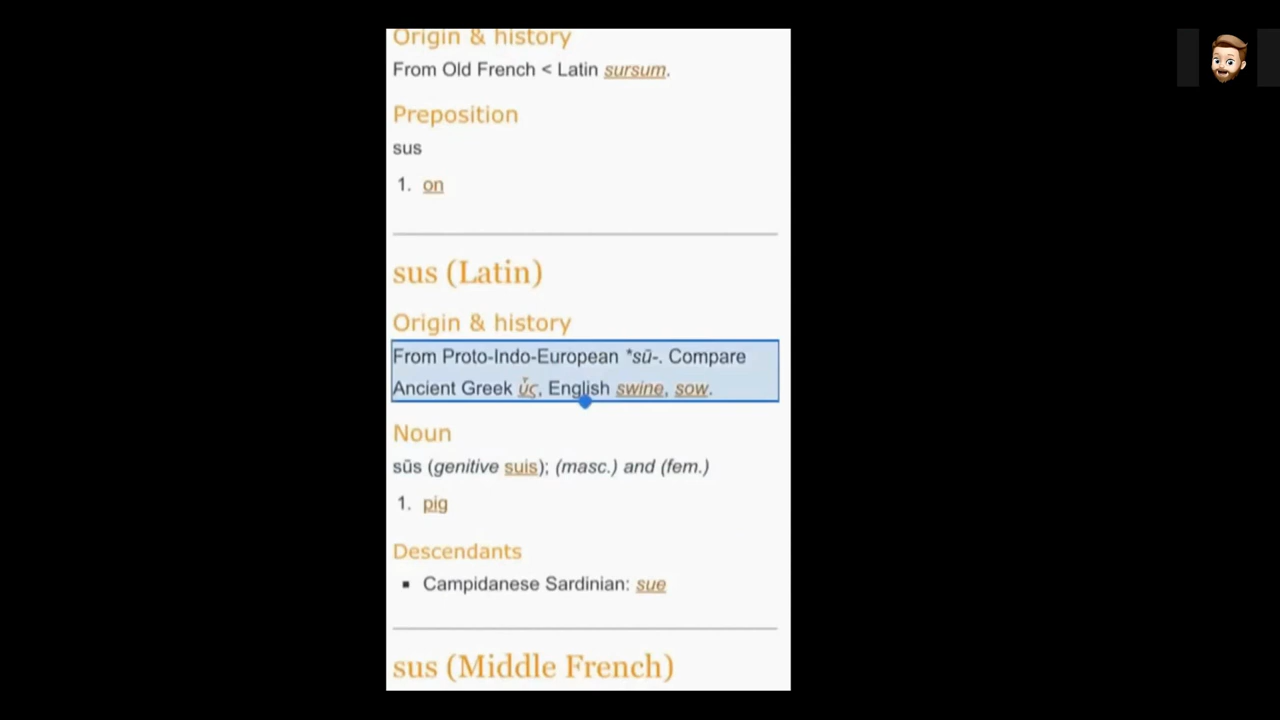 Origin & history
From Old French < Latin sursum.
Preposition
sus
1. on
sus (Latin)
Origin & history
From Proto-Indo-European *sū-. Compare
Ancient Greek ὗς, English swine, sow.
Noun
sūs (genitive suis); (masc.) and (fem.)
1. pig
Descendants
▪ Campidanese Sardinian: sue
sus (Middle French)